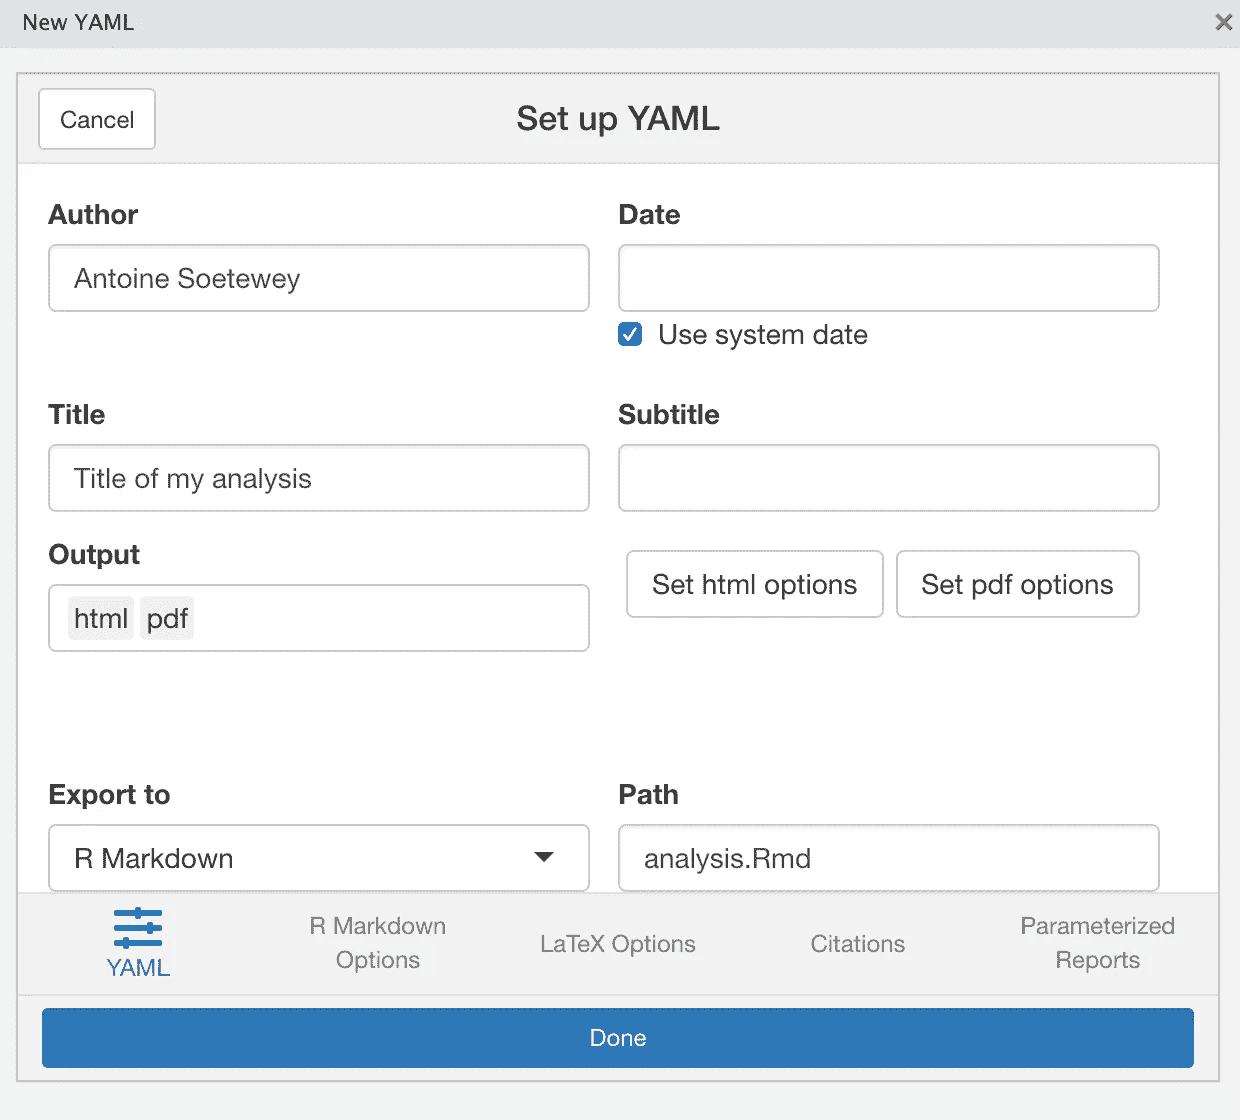 New YAML
Cancel
Set up YAML
Author
Date
Antoine Soetewey
Use system date
Title
Subtitle
Title of my analysis
Output
html pdf
Set html options
Set pdf options
Export to
Path
R Markdown
analysis.Rmd
YAML
R Markdown
Options
LaTeX Options
Citations
Parameterized
Reports
Done